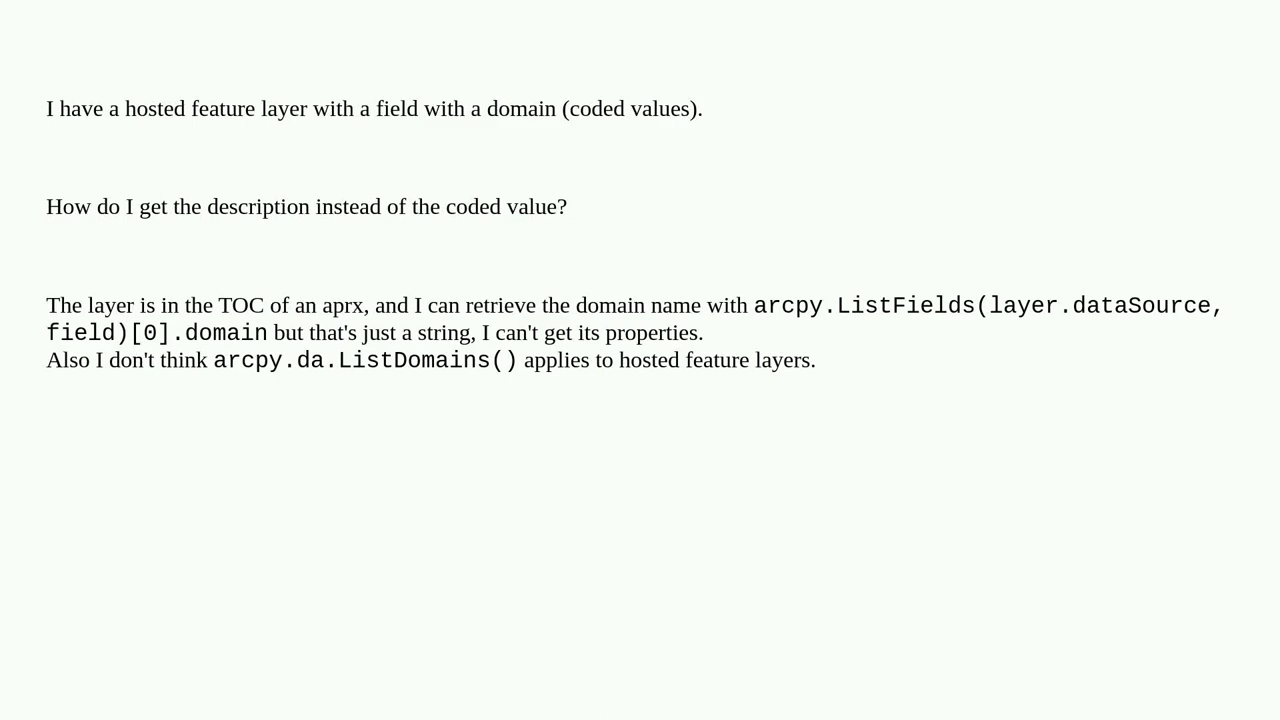 I have a hosted feature layer with a field with a domain (coded values).
How do I get the description instead of the coded value?
The layer is in the TOC of an aprx, and I can retrieve the domain name with arcpy.ListFields(layer.dataSource,
field)[0].domain but that's just a string, I can't get its properties.
Also I don't think arcpy.da.ListDomains() applies to hosted feature layers.